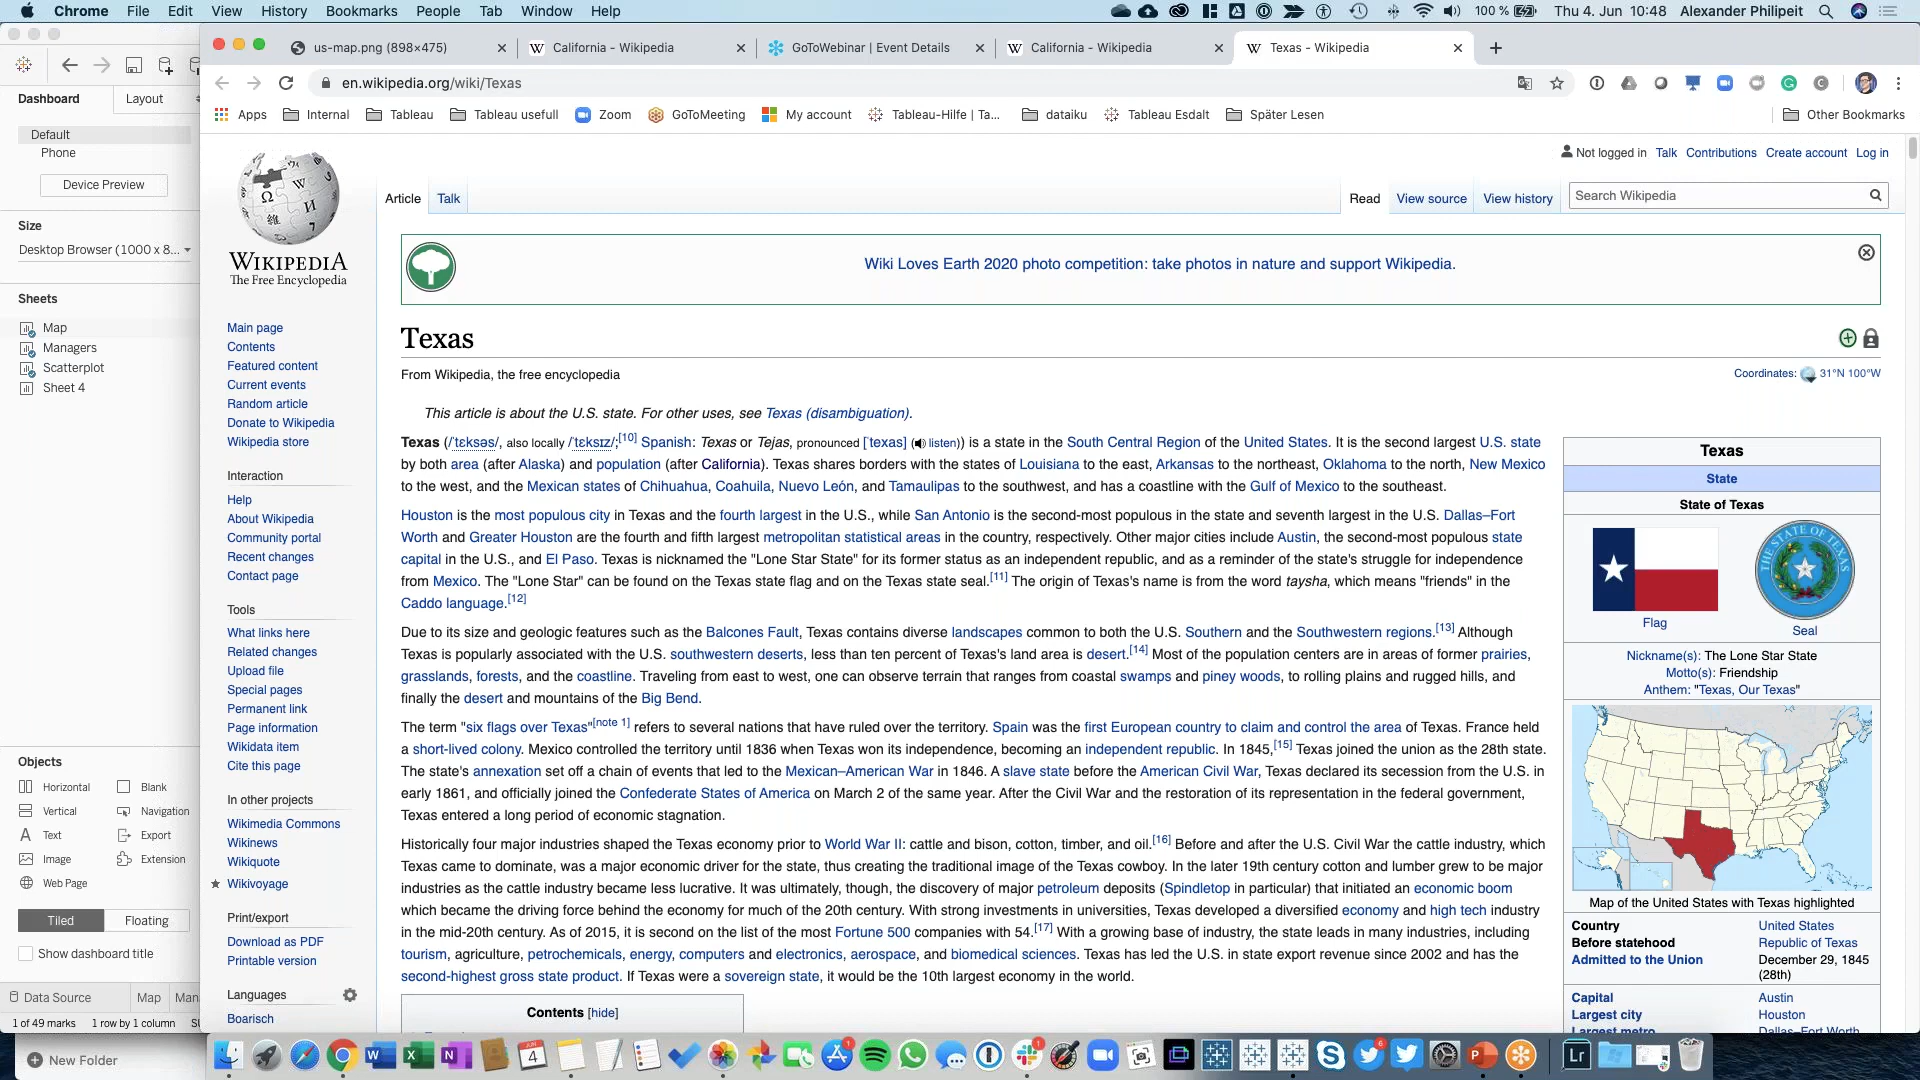 Chrome File Edit View History Bookmarks People Tab Window Help
100 % Thu 4. Jun 10:48 Alexander Philipeit
us-map.png (898×475)
California - Wikipedia
GoToWebinar | Event Details
California - Wikipedia
Texas - Wikipedia
en.wikipedia.org/wiki/Texas
Apps Internal Tableau Tableau usefull Zoom GoToMeeting My account Tableau-Hilfe | Ta... dataiku Tableau Esdalt Später Lesen Other Bookmarks
Dashboard Layout
Default
Phone
Device Preview
Size
Desktop Browser (1000 x 8...
Sheets
Map
Managers
Scatterplot
Sheet 4
Objects
Horizontal Blank
Vertical Navigation
Text Export
Image Extension
Web Page
Tiled Floating
Show dashboard title
Data Source Map
1 of 49 marks 1 row by 1 column
New Folder
WIKIPEDIA
The Free Encyclopedia
Main page
Contents
Featured content
Current events
Random article
Donate to Wikipedia
Wikipedia store
Interaction
Help
About Wikipedia
Community portal
Recent changes
Contact page
Tools
What links here
Related changes
Upload file
Special pages
Permanent link
Page information
Wikidata item
Cite this page
In other projects
Wikimedia Commons
Wikinews
Wikiquote
Wikivoyage
Print/export
Download as PDF
Printable version
Languages
Boarisch
Not logged in Talk Contributions Create account Log in
Article Talk Read View source View history Search Wikipedia
Wiki Loves Earth 2020 photo competition: take photos in nature and support Wikipedia.
Texas
From Wikipedia, the free encyclopedia
Coordinates: 31°N 100°W
This article is about the U.S. state. For other uses, see Texas (disambiguation).
Texas (/ˈtɛksəs/, also locally /ˈtɛksɪz/;[10] Spanish: Texas or Tejas, pronounced [ˈtexas] (listen)) is a state in the South Central Region of the United States. It is the second largest U.S. state
by both area (after Alaska) and population (after California). Texas shares borders with the states of Louisiana to the east, Arkansas to the northeast, Oklahoma to the north, New Mexico
to the west, and the Mexican states of Chihuahua, Coahuila, Nuevo León, and Tamaulipas to the southwest, and has a coastline with the Gulf of Mexico to the southeast.
Houston is the most populous city in Texas and the fourth largest in the U.S., while San Antonio is the second-most populous in the state and seventh largest in the U.S. Dallas–Fort
Worth and Greater Houston are the fourth and fifth largest metropolitan statistical areas in the country, respectively. Other major cities include Austin, the second-most populous state
capital in the U.S., and El Paso. Texas is nicknamed the "Lone Star State" for its former status as an independent republic, and as a reminder of the state's struggle for independence
from Mexico. The "Lone Star" can be found on the Texas state flag and on the Texas state seal.[11] The origin of Texas's name is from the word taysha, which means "friends" in the
Caddo language.[12]
Due to its size and geologic features such as the Balcones Fault, Texas contains diverse landscapes common to both the U.S. Southern and the Southwestern regions.[13] Although
Texas is popularly associated with the U.S. southwestern deserts, less than ten percent of Texas's land area is desert.[14] Most of the population centers are in areas of former prairies,
grasslands, forests, and the coastline. Traveling from east to west, one can observe terrain that ranges from coastal swamps and piney woods, to rolling plains and rugged hills, and
finally the desert and mountains of the Big Bend.
The term "six flags over Texas"[note 1] refers to several nations that have ruled over the territory. Spain was the first European country to claim and control the area of Texas. France held
a short-lived colony. Mexico controlled the territory until 1836 when Texas won its independence, becoming an independent republic. In 1845,[15] Texas joined the union as the 28th state.
The state's annexation set off a chain of events that led to the Mexican–American War in 1846. A slave state before the American Civil War, Texas declared its secession from the U.S. in
early 1861, and officially joined the Confederate States of America on March 2 of the same year. After the Civil War and the restoration of its representation in the federal government,
Texas entered a long period of economic stagnation.
Historically four major industries shaped the Texas economy prior to World War II: cattle and bison, cotton, timber, and oil.[16] Before and after the U.S. Civil War the cattle industry, which
Texas came to dominate, was a major economic driver for the state, thus creating the traditional image of the Texas cowboy. In the later 19th century cotton and lumber grew to be major
industries as the cattle industry became less lucrative. It was ultimately, though, the discovery of major petroleum deposits (Spindletop in particular) that initiated an economic boom
which became the driving force behind the economy for much of the 20th century. With strong investments in universities, Texas developed a diversified economy and high tech industry
in the mid-20th century. As of 2015, it is second on the list of the most Fortune 500 companies with 54.[17] With a growing base of industry, the state leads in many industries, including
tourism, agriculture, petrochemicals, energy, computers and electronics, aerospace, and biomedical sciences. Texas has led the U.S. in state export revenue since 2002 and has the
second-highest gross state product. If Texas were a sovereign state, it would be the 10th largest economy in the world.
Contents [hide]
Texas
State
State of Texas
THE STATE OF TEXAS
Flag
Seal
Nickname(s): The Lone Star State
Motto(s): Friendship
Anthem: "Texas, Our Texas"
Map of the United States with Texas highlighted
Country United States
Before statehood Republic of Texas
Admitted to the Union December 29, 1845
(28th)
Capital Austin
Largest city Houston
Largest metro Dallas–Fort Worth